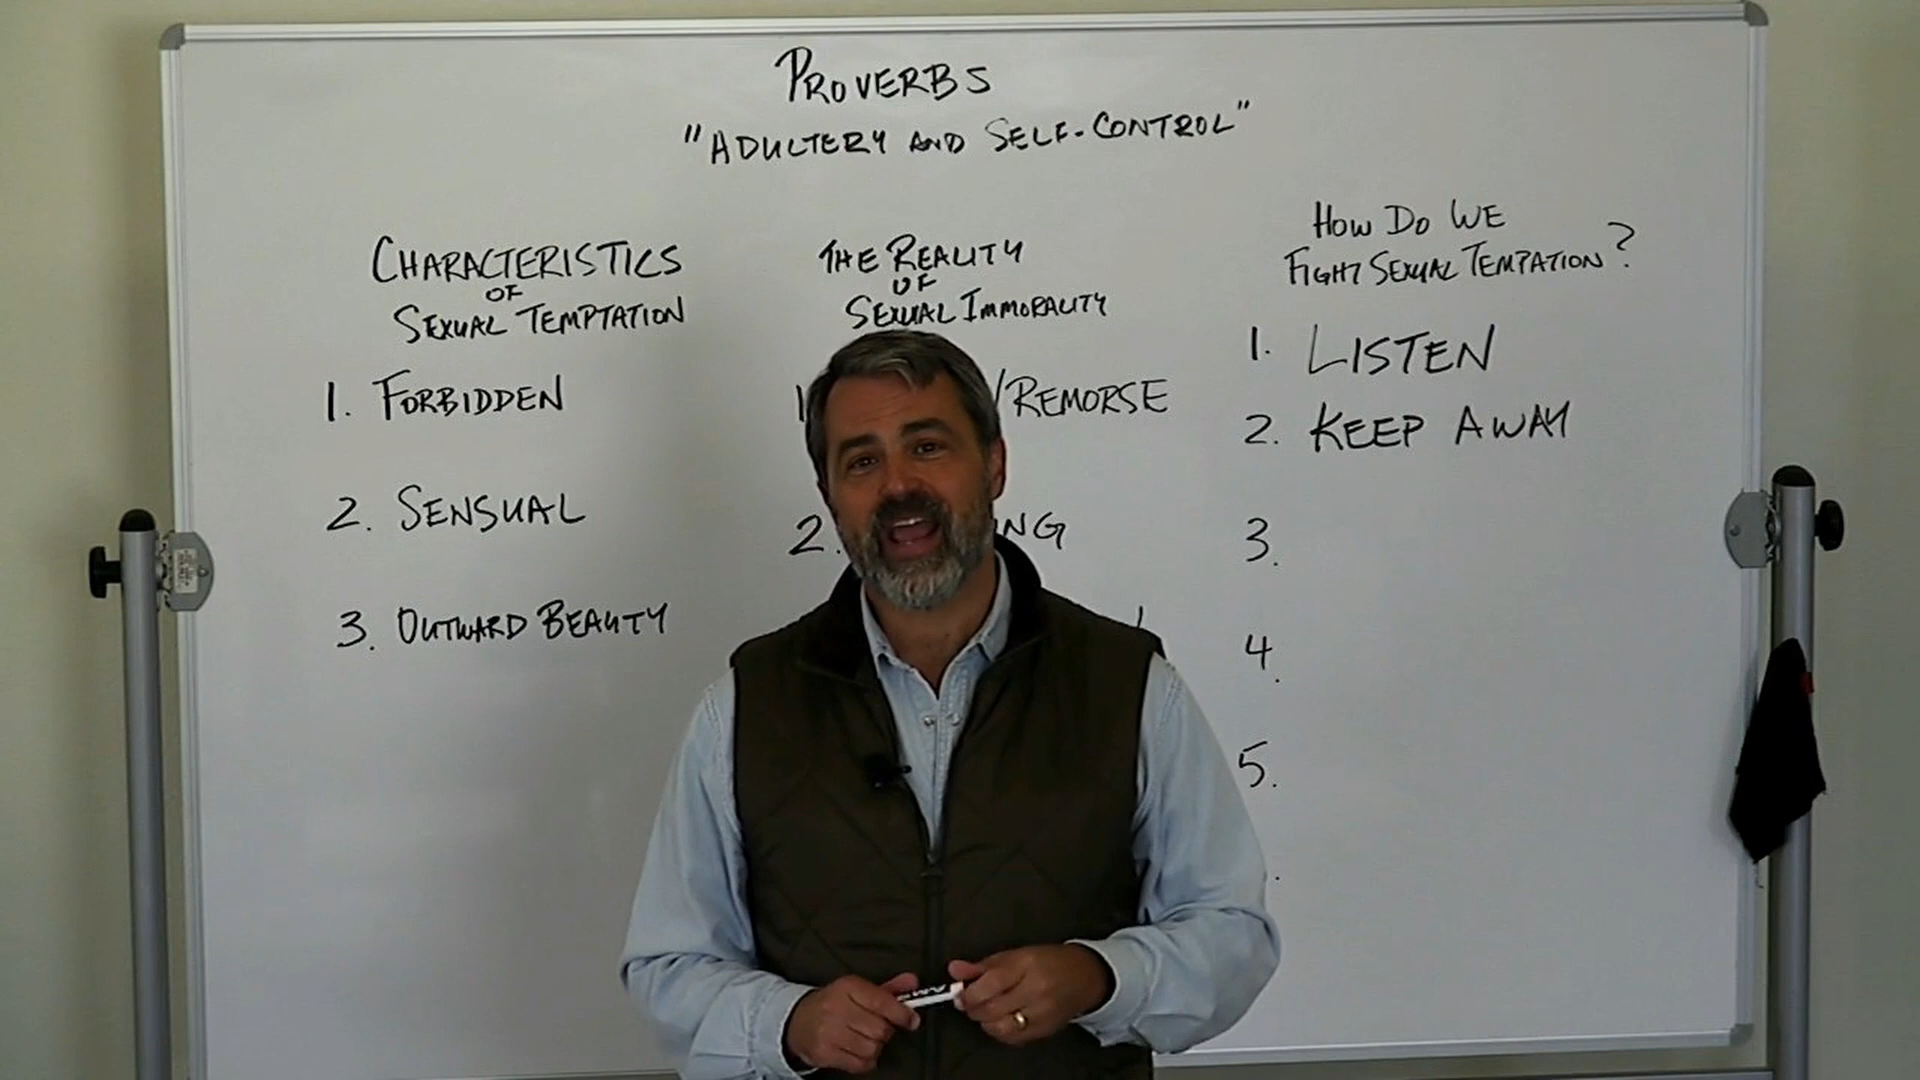 PROVERBS
"ADULTERY AND SELF-CONTROL"
CHARACTERISTICS
OF
SEXUAL TEMPTATION
1. FORBIDDEN
2. SENSUAL
3. OUTWARD BEAUTY
THE REALITY
OF
SEXUAL IMMORALITY
1 /REMORSE
2.
HOW DO WE
FIGHT SEXUAL TEMPTATION?
1. LISTEN
2. KEEP AWAY
3.
4.
5.